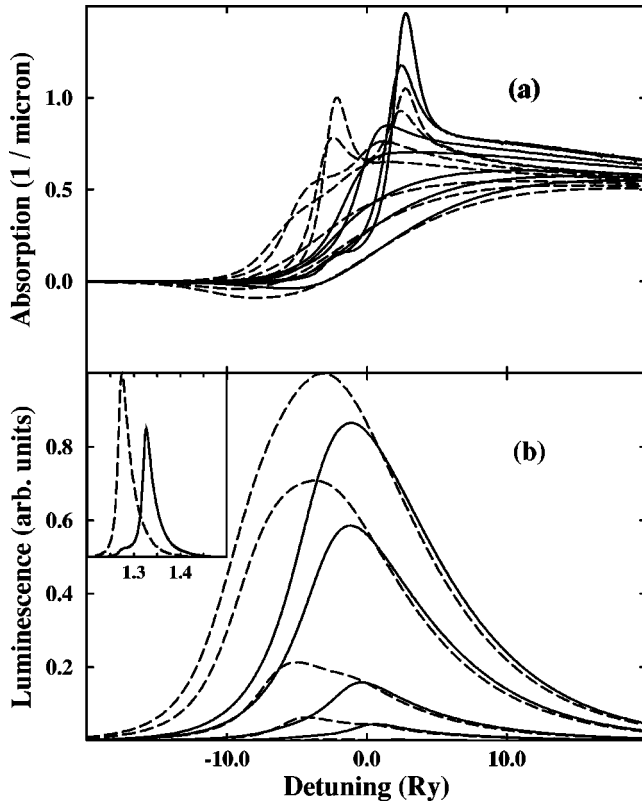 (a)
Absorption (1 / micron)
1.0
0.5
0.0
(b)
Luminescence (arb. units)
0.8
0.6
0.4
0.2
1.3 1.4
-10.0 0.0 10.0
Detuning (Ry)